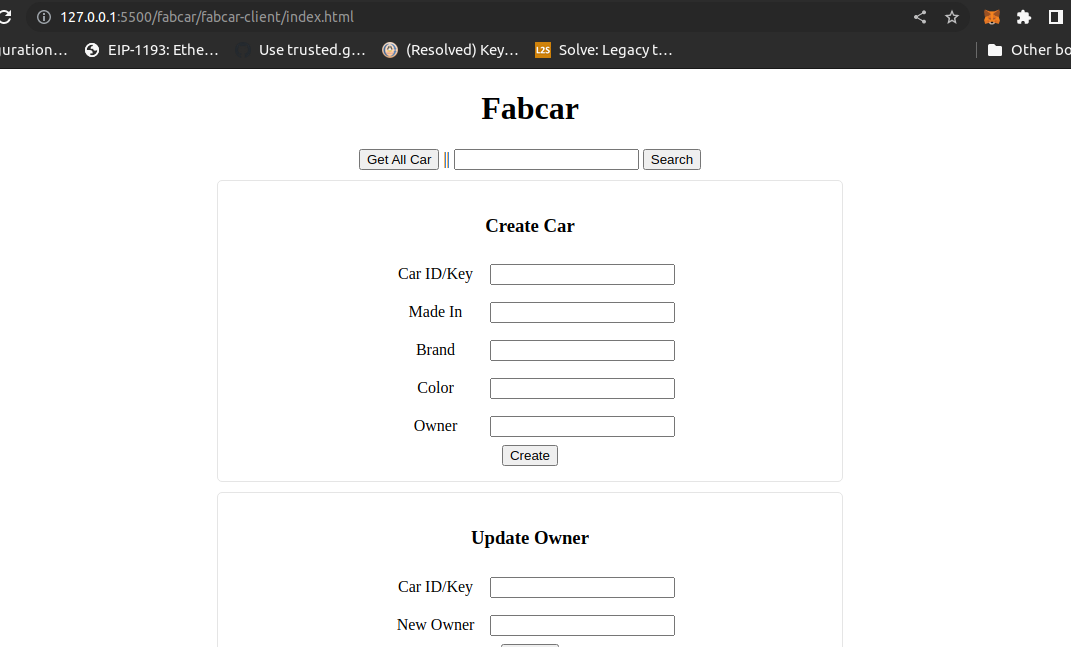 127.0.0.1:5500/fabcar/fabcar-client/index.html
guration… EIP-1193: Ethe… Use trusted.g… (Resolved) Key… L2S Solve: Legacy t… Other bo
Fabcar
Get All Car || Search
Create Car
Car ID/Key
Made In
Brand
Color
Owner
Create
Update Owner
Car ID/Key
New Owner